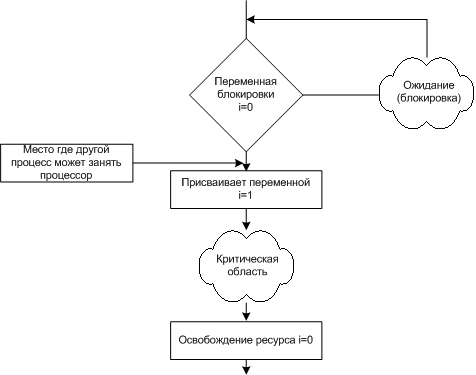 Переменная
блокировки
i=0
Ожидание
(блокировка)
Место где другой
процесс может занять
процессор
Присваивает переменной
i=1
Критическая
область
Освобождение ресурса i=0